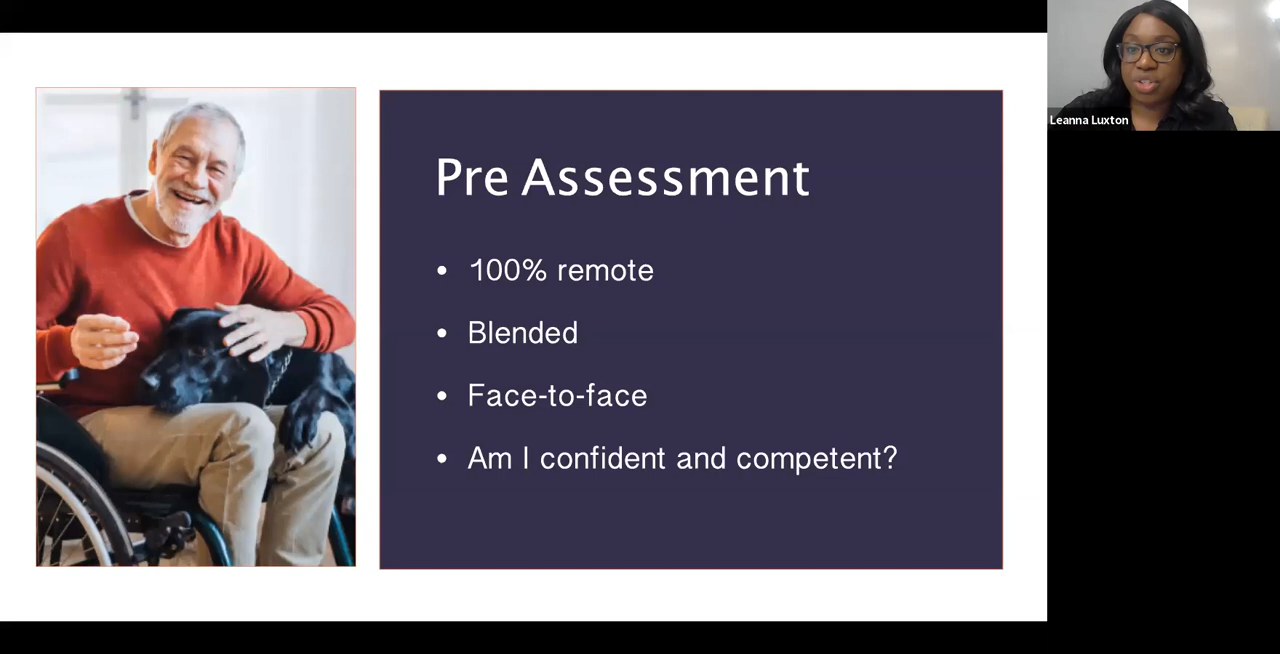 Pre Assessment
• 100% remote
• Blended
• Face-to-face
• Am I confident and competent?
Leanna Luxton